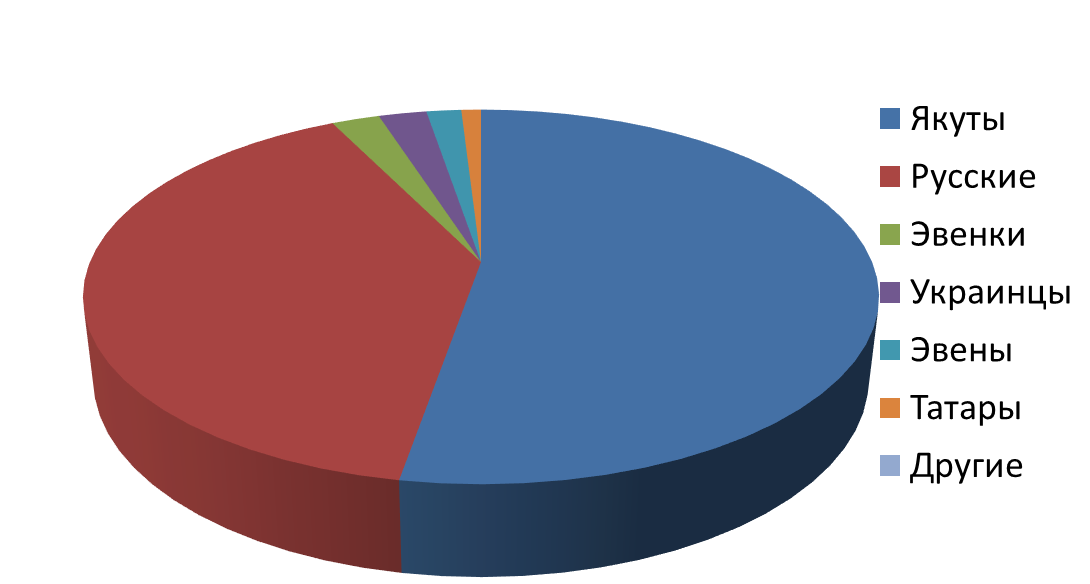 Якуты
Русские
Эвенки
Украинцы
Эвены
Татары
Другие